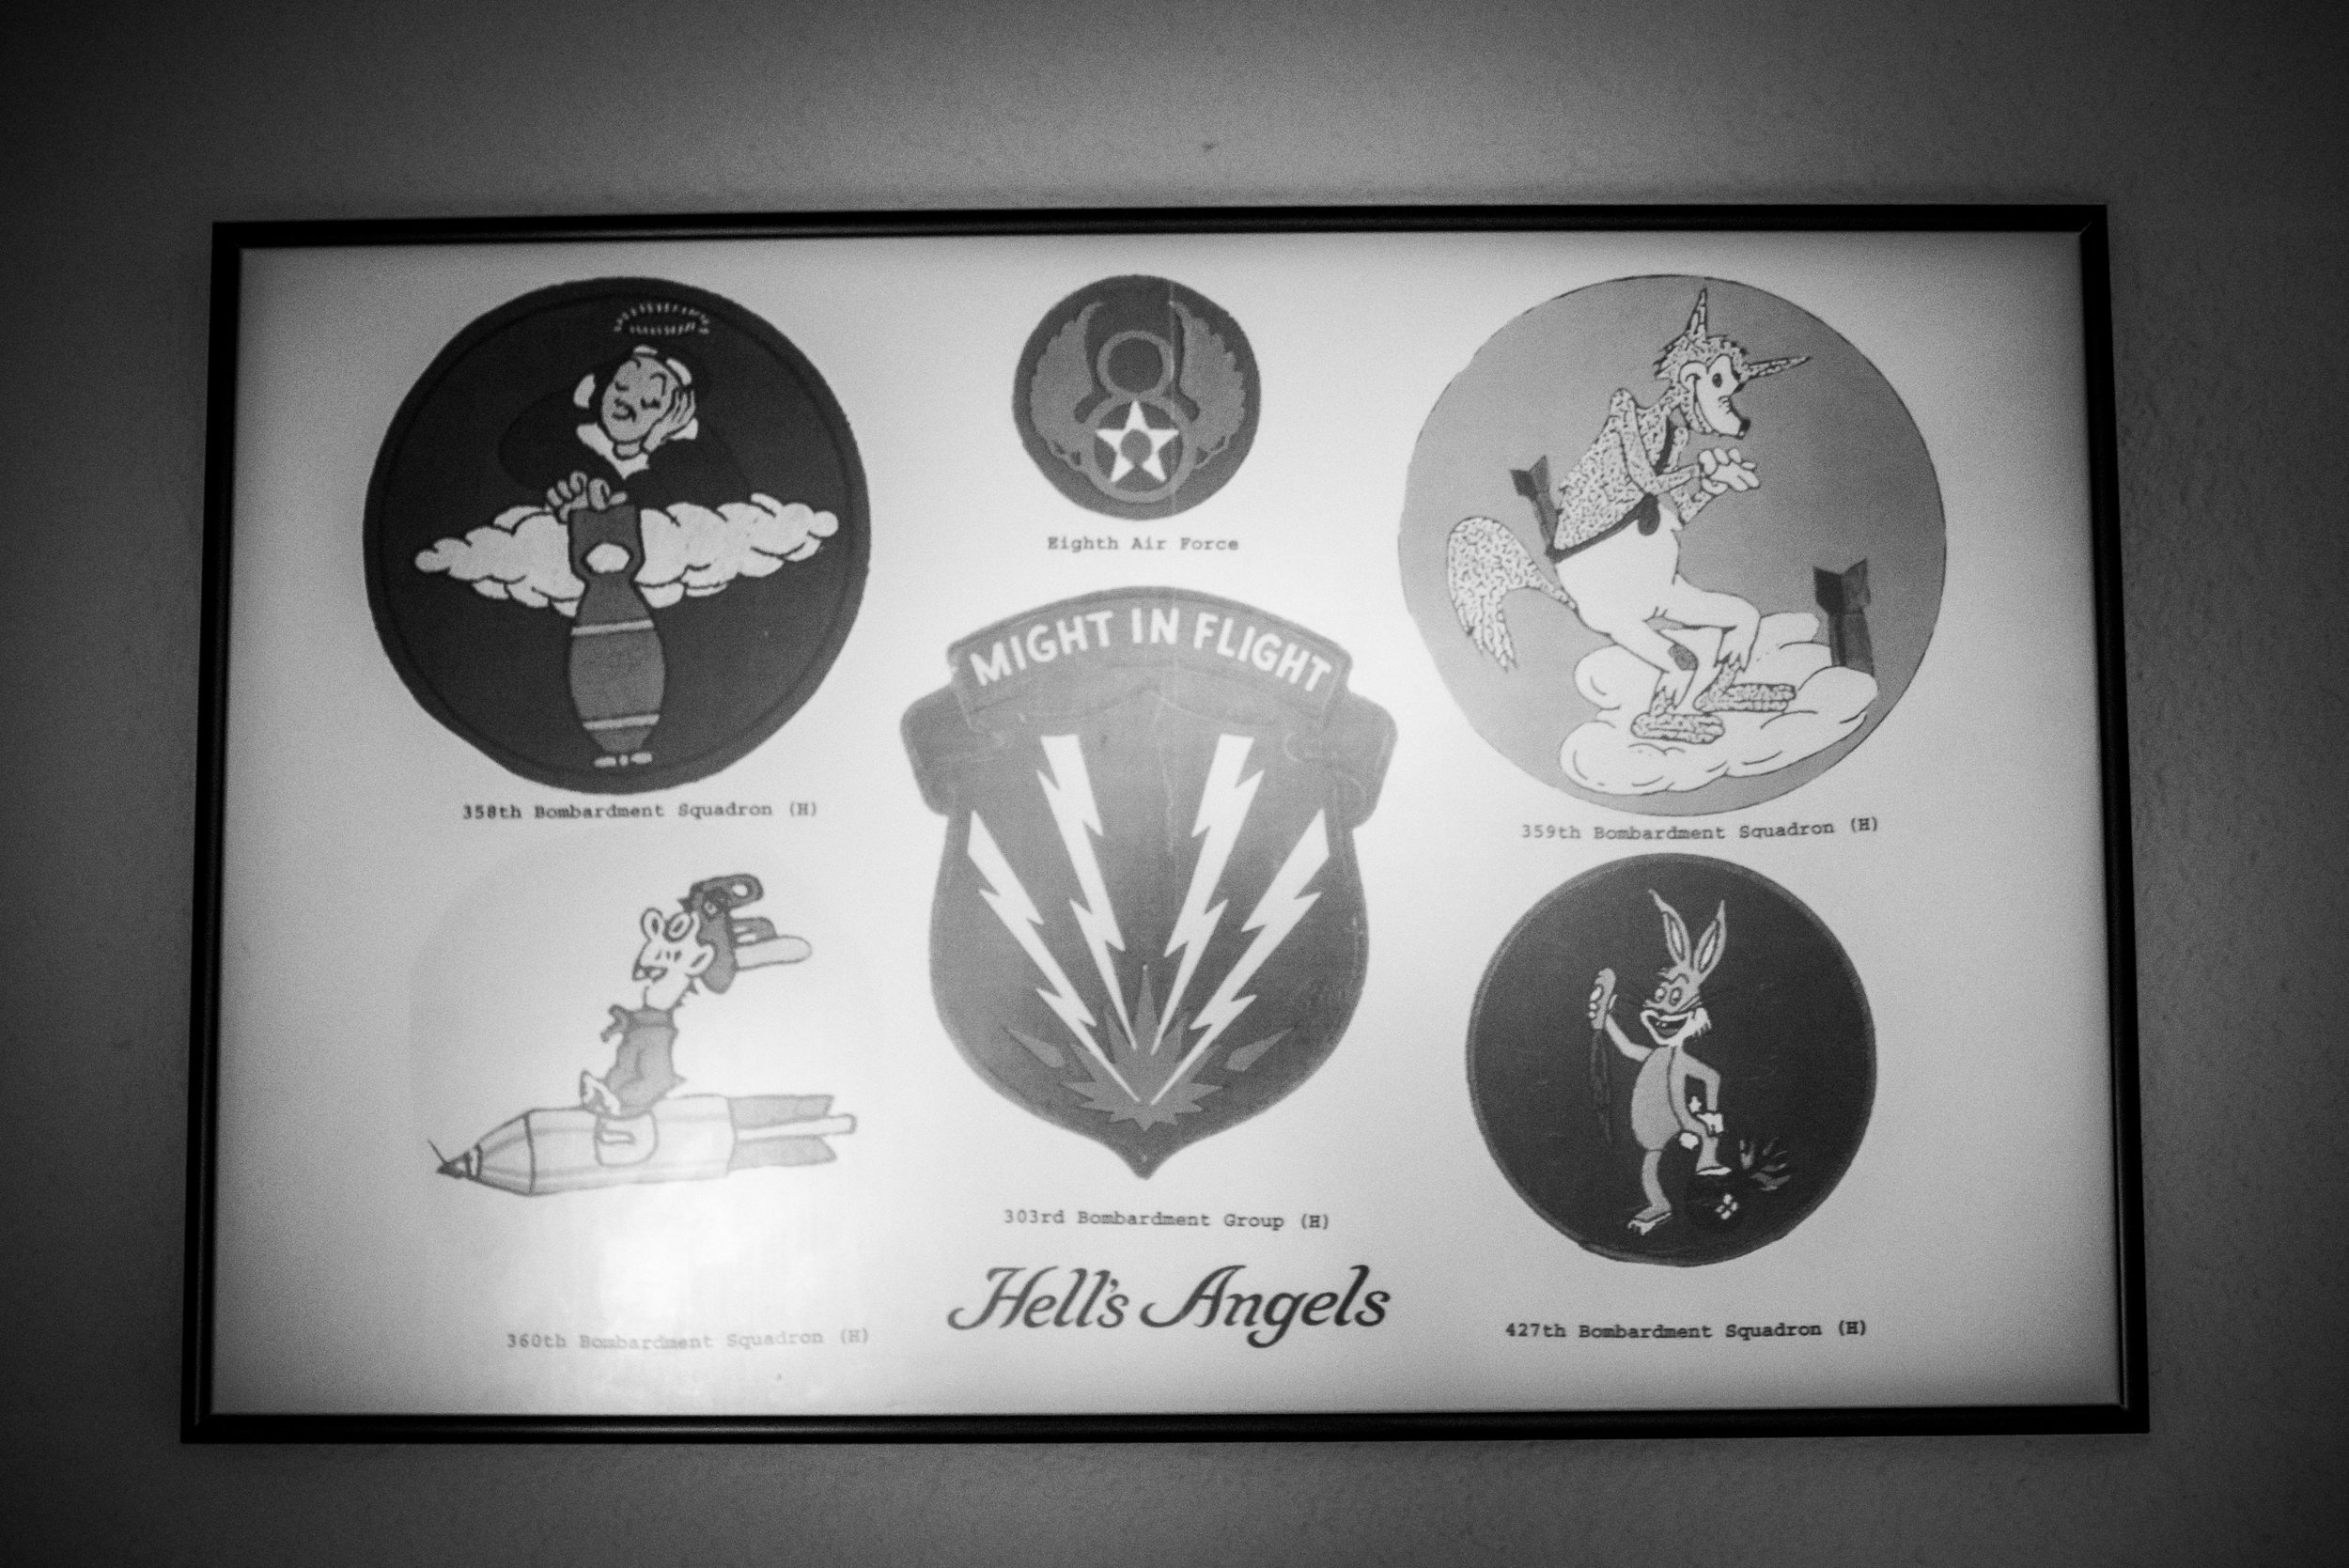 Eighth Air Force
MIGHT IN FLIGHT
358th Bombardment Squadron (H)
359th Bombardment Squadron (H)
303rd Bombardment Group (H)
Hell's Angels
360th Bombardment Squadron (H)
427th Bombardment Squadron (H)